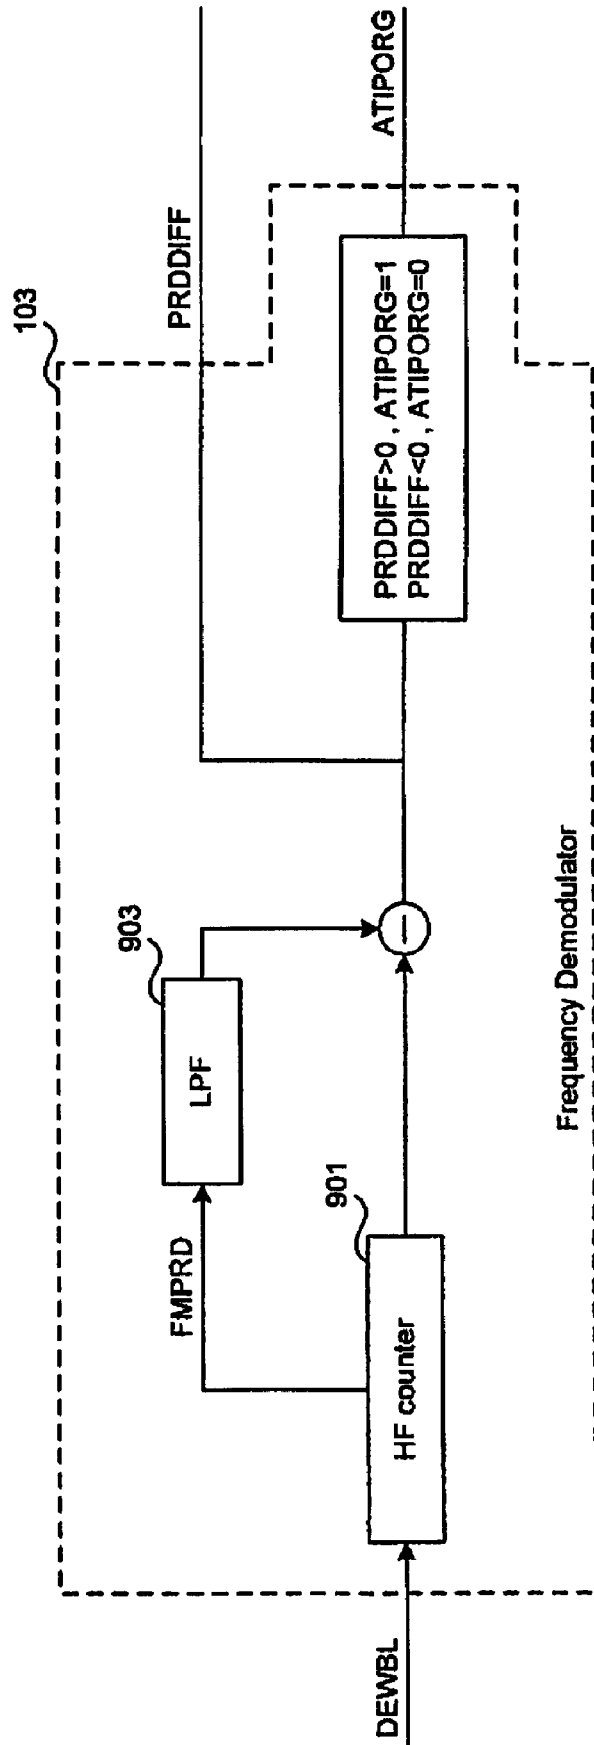 103
PRDDIFF
ATIPORG
903
LPF
FMPRD
901
HF counter
DEWBL
−
PRDDIFF>0 , ATIPORG=1
PRDDIFF<0 , ATIPORG=0
Frequency Demodulator